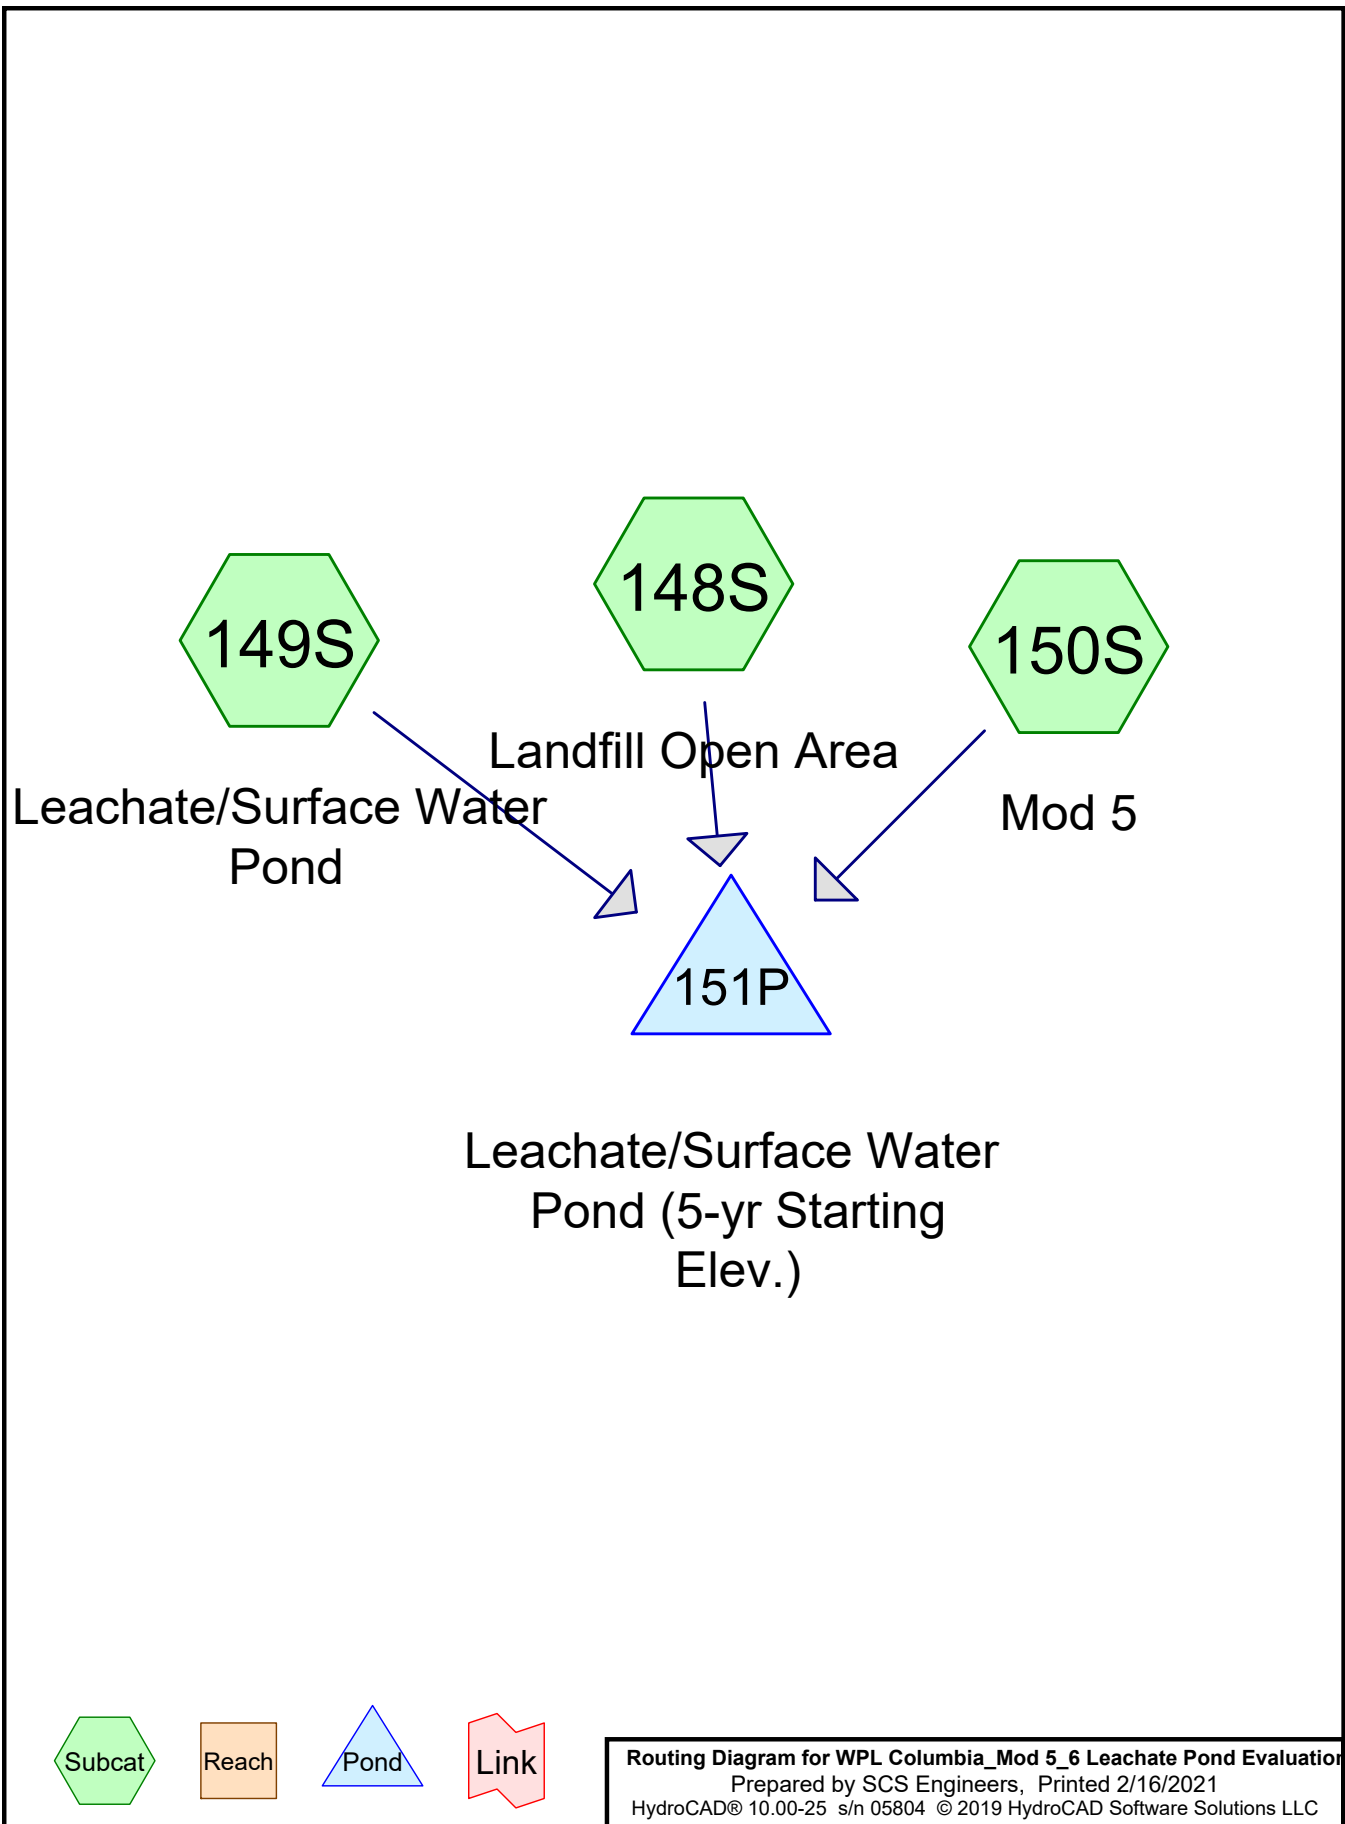 148S
149S
150S
Landfill Open Area
Leachate/Surface Water
Pond
Mod 5
151P
Leachate/Surface Water
Pond (5-yr Starting
Elev.)
Subcat
Reach
Pond
Link
Routing Diagram for WPL Columbia_Mod 5_6 Leachate Pond Evaluation
Prepared by SCS Engineers, Printed 2/16/2021
HydroCAD® 10.00-25 s/n 05804 © 2019 HydroCAD Software Solutions LLC